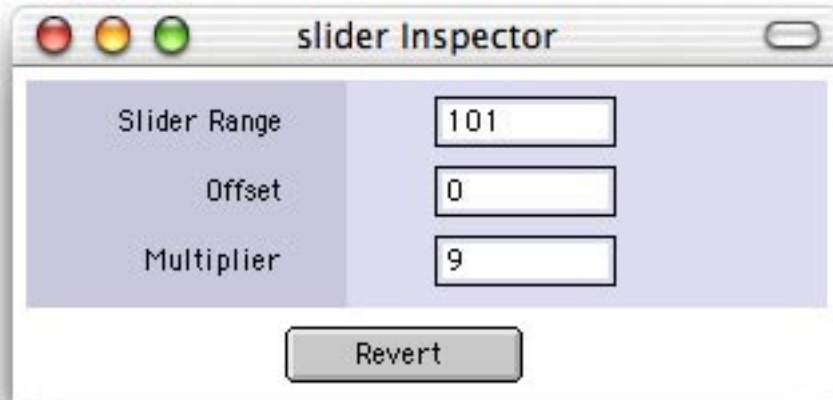 slider Inspector
Slider Range 101
Offset 0
Multiplier 9
Revert